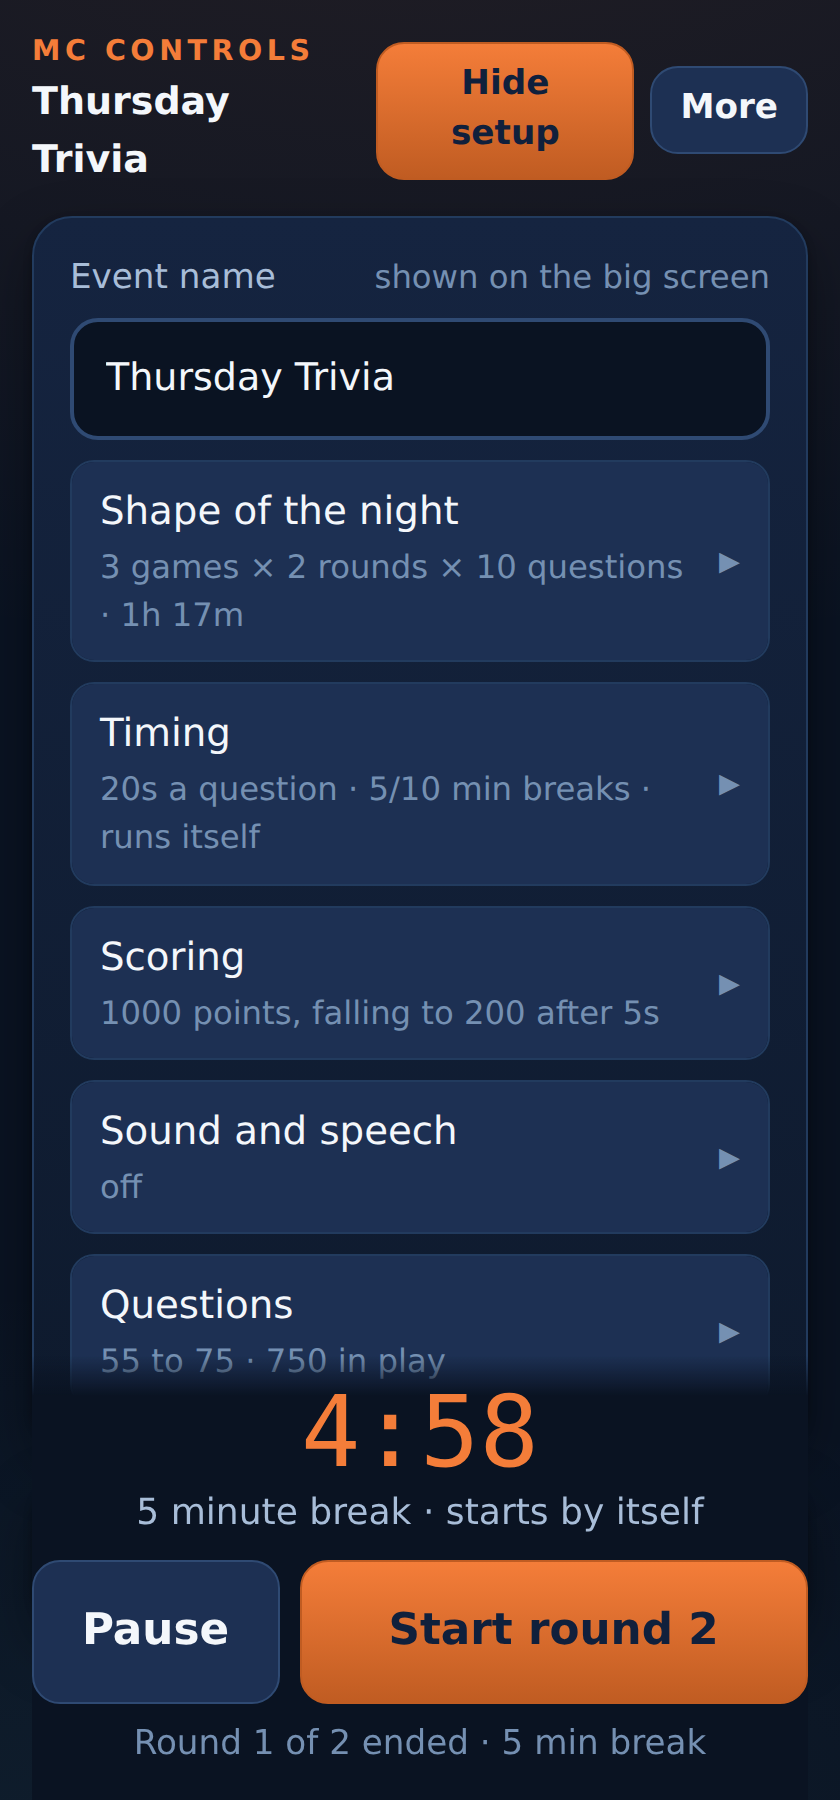 MC CONTROLS
Thursday
Trivia
Hide
setup
More
Event name
shown on the big screen
Thursday Trivia
Shape of the night
3 games × 2 rounds × 10 questions
· 1h 17m
Timing
20s a question · 5/10 min breaks ·
runs itself
Scoring
1000 points, falling to 200 after 5s
Sound and speech
off
Questions
55 to 75 · 750 in play
4:58
5 minute break · starts by itself
Pause
Start round 2
Round 1 of 2 ended · 5 min break